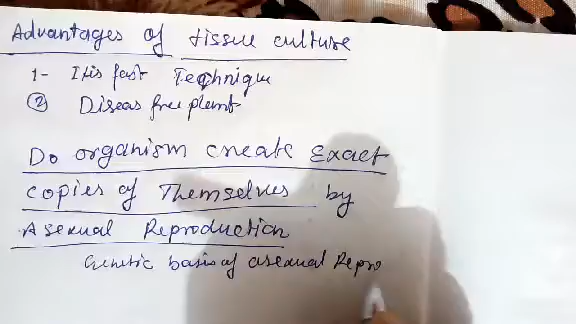 Advantages of tissue culture
1- It is fast Technique
② Diseas free plant
Do organism create Exact
copies of Themselves by
Asexual Reproduction
Genetic basis of asexual Repro